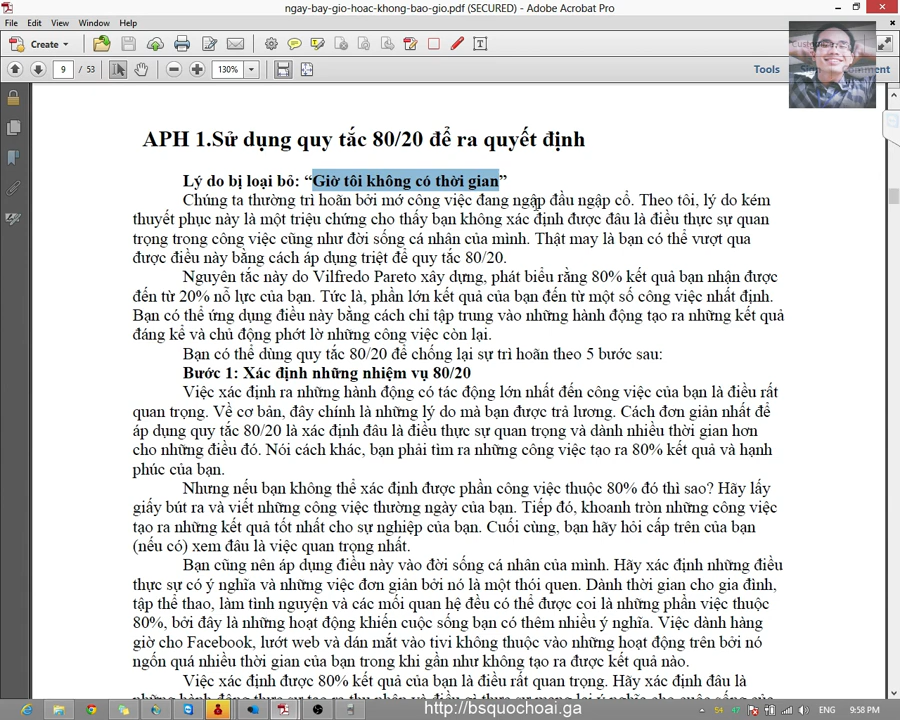 ngay-bay-gio-hoac-khong-bao-gio.pdf (SECURED) - Adobe Acrobat Pro
File Edit View Window Help
Create
9 / 53 130% Tools Comment
APH 1.Sử dụng quy tắc 80/20 để ra quyết định
Lý do bị loại bỏ: “Giờ tôi không có thời gian”
Chúng ta thường trì hoãn bởi mớ công việc đang ngập đầu ngập cổ. Theo tôi, lý do kém
thuyết phục này là một triệu chứng cho thấy bạn không xác định được đâu là điều thực sự quan
trọng trong công việc cũng như đời sống cá nhân của mình. Thật may là bạn có thể vượt qua
được điều này bằng cách áp dụng triệt để quy tắc 80/20.
Nguyên tắc này do Vilfredo Pareto xây dựng, phát biểu rằng 80% kết quả bạn nhận được
đến từ 20% nỗ lực của bạn. Tức là, phần lớn kết quả của bạn đến từ một số công việc nhất định.
Bạn có thể ứng dụng điều này bằng cách chỉ tập trung vào những hành động tạo ra những kết quả
đáng kể và chủ động phớt lờ những công việc còn lại.
Bạn có thể dùng quy tắc 80/20 để chống lại sự trì hoãn theo 5 bước sau:
Bước 1: Xác định những nhiệm vụ 80/20
Việc xác định ra những hành động có tác động lớn nhất đến công việc của bạn là điều rất
quan trọng. Về cơ bản, đây chính là những lý do mà bạn được trả lương. Cách đơn giản nhất để
áp dụng quy tắc 80/20 là xác định đâu là điều thực sự quan trọng và dành nhiều thời gian hơn
cho những điều đó. Nói cách khác, bạn phải tìm ra những công việc tạo ra 80% kết quả và hạnh
phúc của bạn.
Nhưng nếu bạn không thể xác định được phần công việc thuộc 80% đó thì sao? Hãy lấy
giấy bút ra và viết những công việc thường ngày của bạn. Tiếp đó, khoanh tròn những công việc
tạo ra những kết quả tốt nhất cho sự nghiệp của bạn. Cuối cùng, bạn hãy hỏi cấp trên của bạn
(nếu có) xem đâu là việc quan trọng nhất.
Bạn cũng nên áp dụng điều này vào đời sống cá nhân của mình. Hãy xác định những điều
thực sự có ý nghĩa và những việc đơn giản bởi nó là một thói quen. Dành thời gian cho gia đình,
tập thể thao, làm tình nguyện và các mối quan hệ đều có thể được coi là những phần việc thuộc
80%, bởi đây là những hoạt động khiến cuộc sống bạn có thêm nhiều ý nghĩa. Việc dành hàng
giờ cho Facebook, lướt web và dán mắt vào tivi không thuộc vào những hoạt động trên bởi nó
ngốn quá nhiều thời gian của bạn trong khi gần như không tạo ra được kết quả nào.
Việc xác định được 80% kết quả của bạn là điều rất quan trọng. Hãy xác định đâu là
http://bsquochoai.ga
54 47 9:58 PM